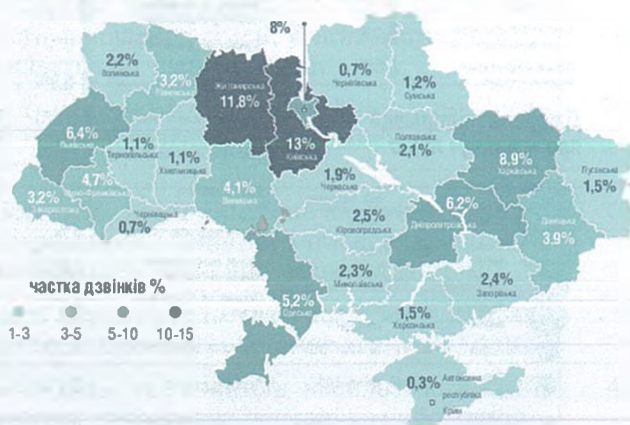 8%
2,2%
Волинська
3,2%
Рівненська
Житомирська
11,8%
0,7%
Чернігівська
1,2%
Сумська
6,4%
Львівська
1,1%
Тернопільська
1,1%
Хмельницька
13%
Київська
Полтавська
2,1%
8,9%
Харківська
Луганська
1,5%
3,2%
Закарпатська
4,7%
Івано-Франківська
Чернівецька
0,7%
4,1%
Вінницька
1,9%
Черкаська
6,2%
Дніпропетровська
Донецька
3,9%
2,5%
Кіровоградська
2,3%
Миколаївська
2,4%
Запорізька
5,2%
Одеська
1,5%
Херсонська
0,3%
Автономна
республіка
Крим
частка дзвінків %
1-3 3-5 5-10 10-15